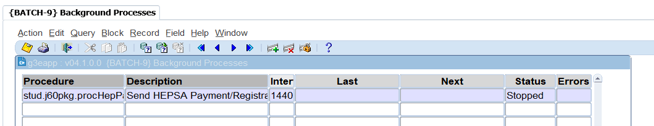 {BATCH-9} Background Processes
Action Edit Query Block Record Field Help Window
?
g3eapp : v04.1.0.0 {BATCH-9} Background Processes
Procedure Description Inter Last Next Status Errors
stud.j60pkg.procHepP Send HEPSA Payment/Registra 1440 Stopped